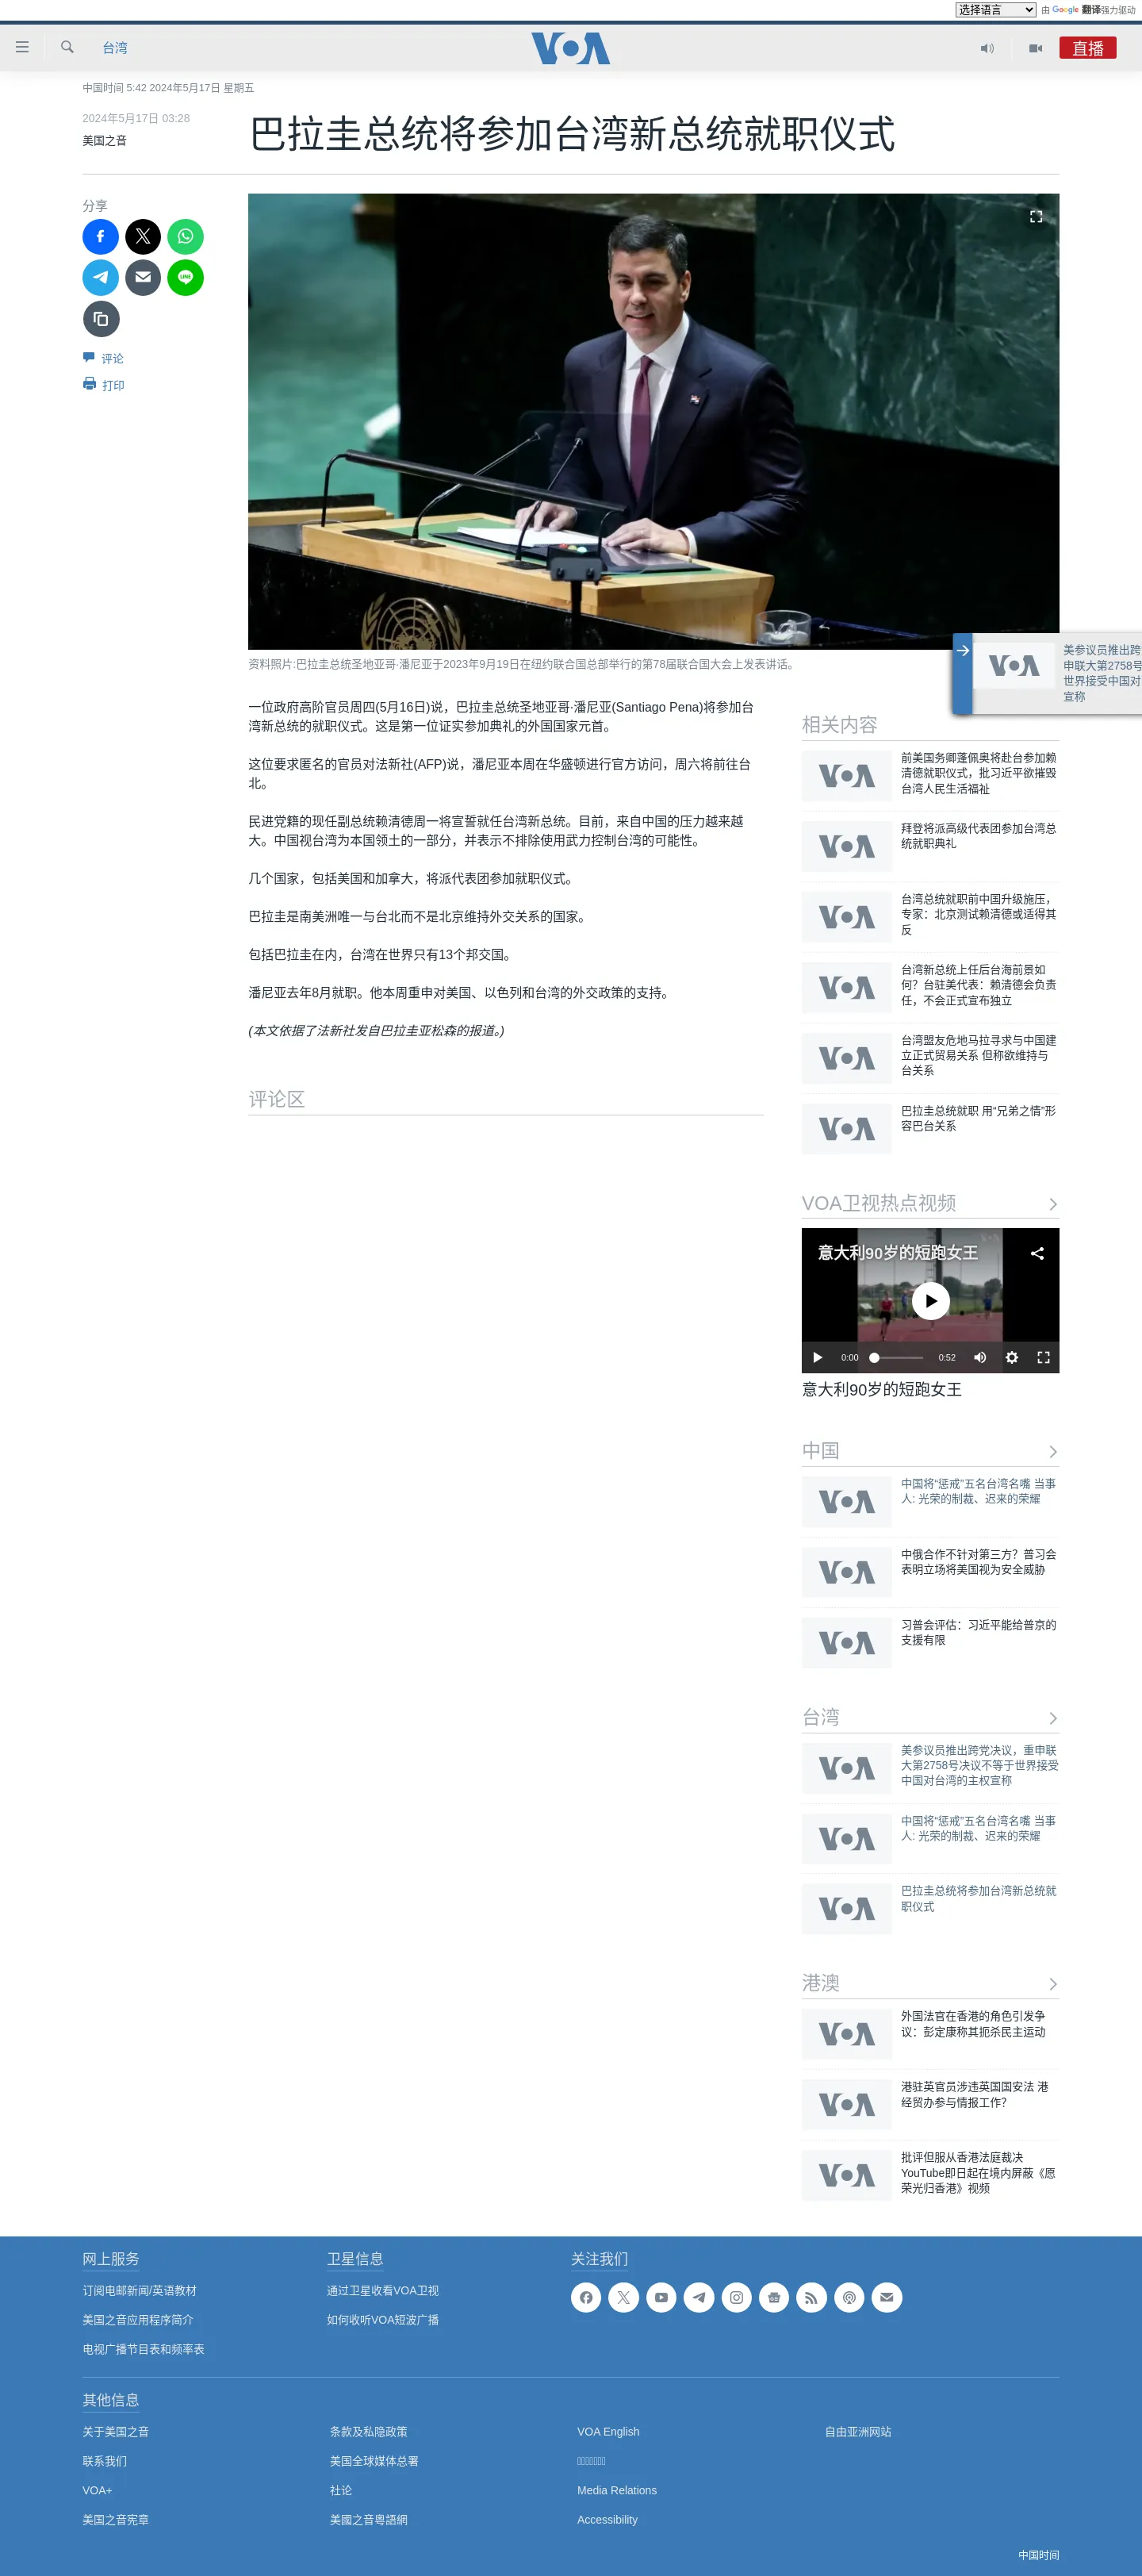 选择语言
由 Google 翻译强力驱动
台湾
VOA
直播
中国时间 5:42 2024年5月17日 星期五
2024年5月17日 03:28
美国之音
巴拉圭总统将参加台湾新总统就职仪式
分享
评论
打印
资料照片:巴拉圭总统圣地亚哥·潘尼亚于2023年9月19日在纽约联合国总部举行的第78届联合国大会上发表讲话。
VOA
美参议员推出跨
申联大第2758号
世界接受中国对
宣称
一位政府高阶官员周四(5月16日)说，巴拉圭总统圣地亚哥·潘尼亚(Santiago Pena)将参加台
湾新总统的就职仪式。这是第一位证实参加典礼的外国国家元首。
这位要求匿名的官员对法新社(AFP)说，潘尼亚本周在华盛顿进行官方访问，周六将前往台
北。
民进党籍的现任副总统赖清德周一将宣誓就任台湾新总统。目前，来自中国的压力越来越
大。中国视台湾为本国领土的一部分，并表示不排除使用武力控制台湾的可能性。
几个国家，包括美国和加拿大，将派代表团参加就职仪式。
巴拉圭是南美洲唯一与台北而不是北京维持外交关系的国家。
包括巴拉圭在内，台湾在世界只有13个邦交国。
潘尼亚去年8月就职。他本周重申对美国、以色列和台湾的外交政策的支持。
(本文依据了法新社发自巴拉圭亚松森的报道。)
评论区
相关内容
VOA
前美国务卿蓬佩奥将赴台参加赖
清德就职仪式，批习近平欲摧毁
台湾人民生活福祉
VOA
拜登将派高级代表团参加台湾总
统就职典礼
VOA
台湾总统就职前中国升级施压，
专家：北京测试赖清德或适得其
反
VOA
台湾新总统上任后台海前景如
何？台驻美代表：赖清德会负责
任，不会正式宣布独立
VOA
台湾盟友危地马拉寻求与中国建
立正式贸易关系 但称欲维持与
台关系
VOA
巴拉圭总统就职 用“兄弟之情”形
容巴台关系
VOA卫视热点视频
意大利90岁的短跑女王
0:00
0:52
意大利90岁的短跑女王
中国
VOA
中国将“惩戒”五名台湾名嘴 当事
人: 光荣的制裁、迟来的荣耀
VOA
中俄合作不针对第三方？普习会
表明立场将美国视为安全威胁
VOA
习普会评估：习近平能给普京的
支援有限
台湾
VOA
美参议员推出跨党决议，重申联
大第2758号决议不等于世界接受
中国对台湾的主权宣称
VOA
中国将“惩戒”五名台湾名嘴 当事
人: 光荣的制裁、迟来的荣耀
VOA
巴拉圭总统将参加台湾新总统就
职仪式
港澳
VOA
外国法官在香港的角色引发争
议：彭定康称其扼杀民主运动
VOA
港驻英官员涉违英国国安法 港
经贸办参与情报工作？
VOA
批评但服从香港法庭裁决
YouTube即日起在境内屏蔽《愿
荣光归香港》视频
网上服务
订阅电邮新闻/英语教材
美国之音应用程序简介
电视广播节目表和频率表
卫星信息
通过卫星收看VOA卫视
如何收听VOA短波广播
关注我们
其他信息
关于美国之音
联系我们
VOA+
美国之音宪章
条款及私隐政策
美国全球媒体总署
社论
美國之音粵語網
VOA English
Media Relations
Accessibility
自由亚洲网站
中国时间